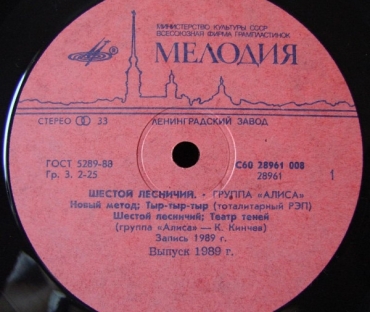 МИНИСТЕРСТВО КУЛЬТУРЫ СССР
ВСЕСОЮЗНАЯ ФИРМА ГРАМПЛАСТИНОК
МЕЛОДИЯ
СТЕРЕО 33 ЛЕНИНГРАДСКИЙ ЗАВОД
ГОСТ 5289-88 С60 28961 008
Гр. 3. 2-25 28961 1
ШЕСТОЙ ЛЕСНИЧИЙ. • ГРУППА «АЛИСА»
Новый метод; Тыр-тыр-тыр (тоталитарный РЭП)
Шестой лесничий; Театр теней
(группа «Алиса» — К. Кинчев)
Запись 1989 г.
Выпуск 1989 г.